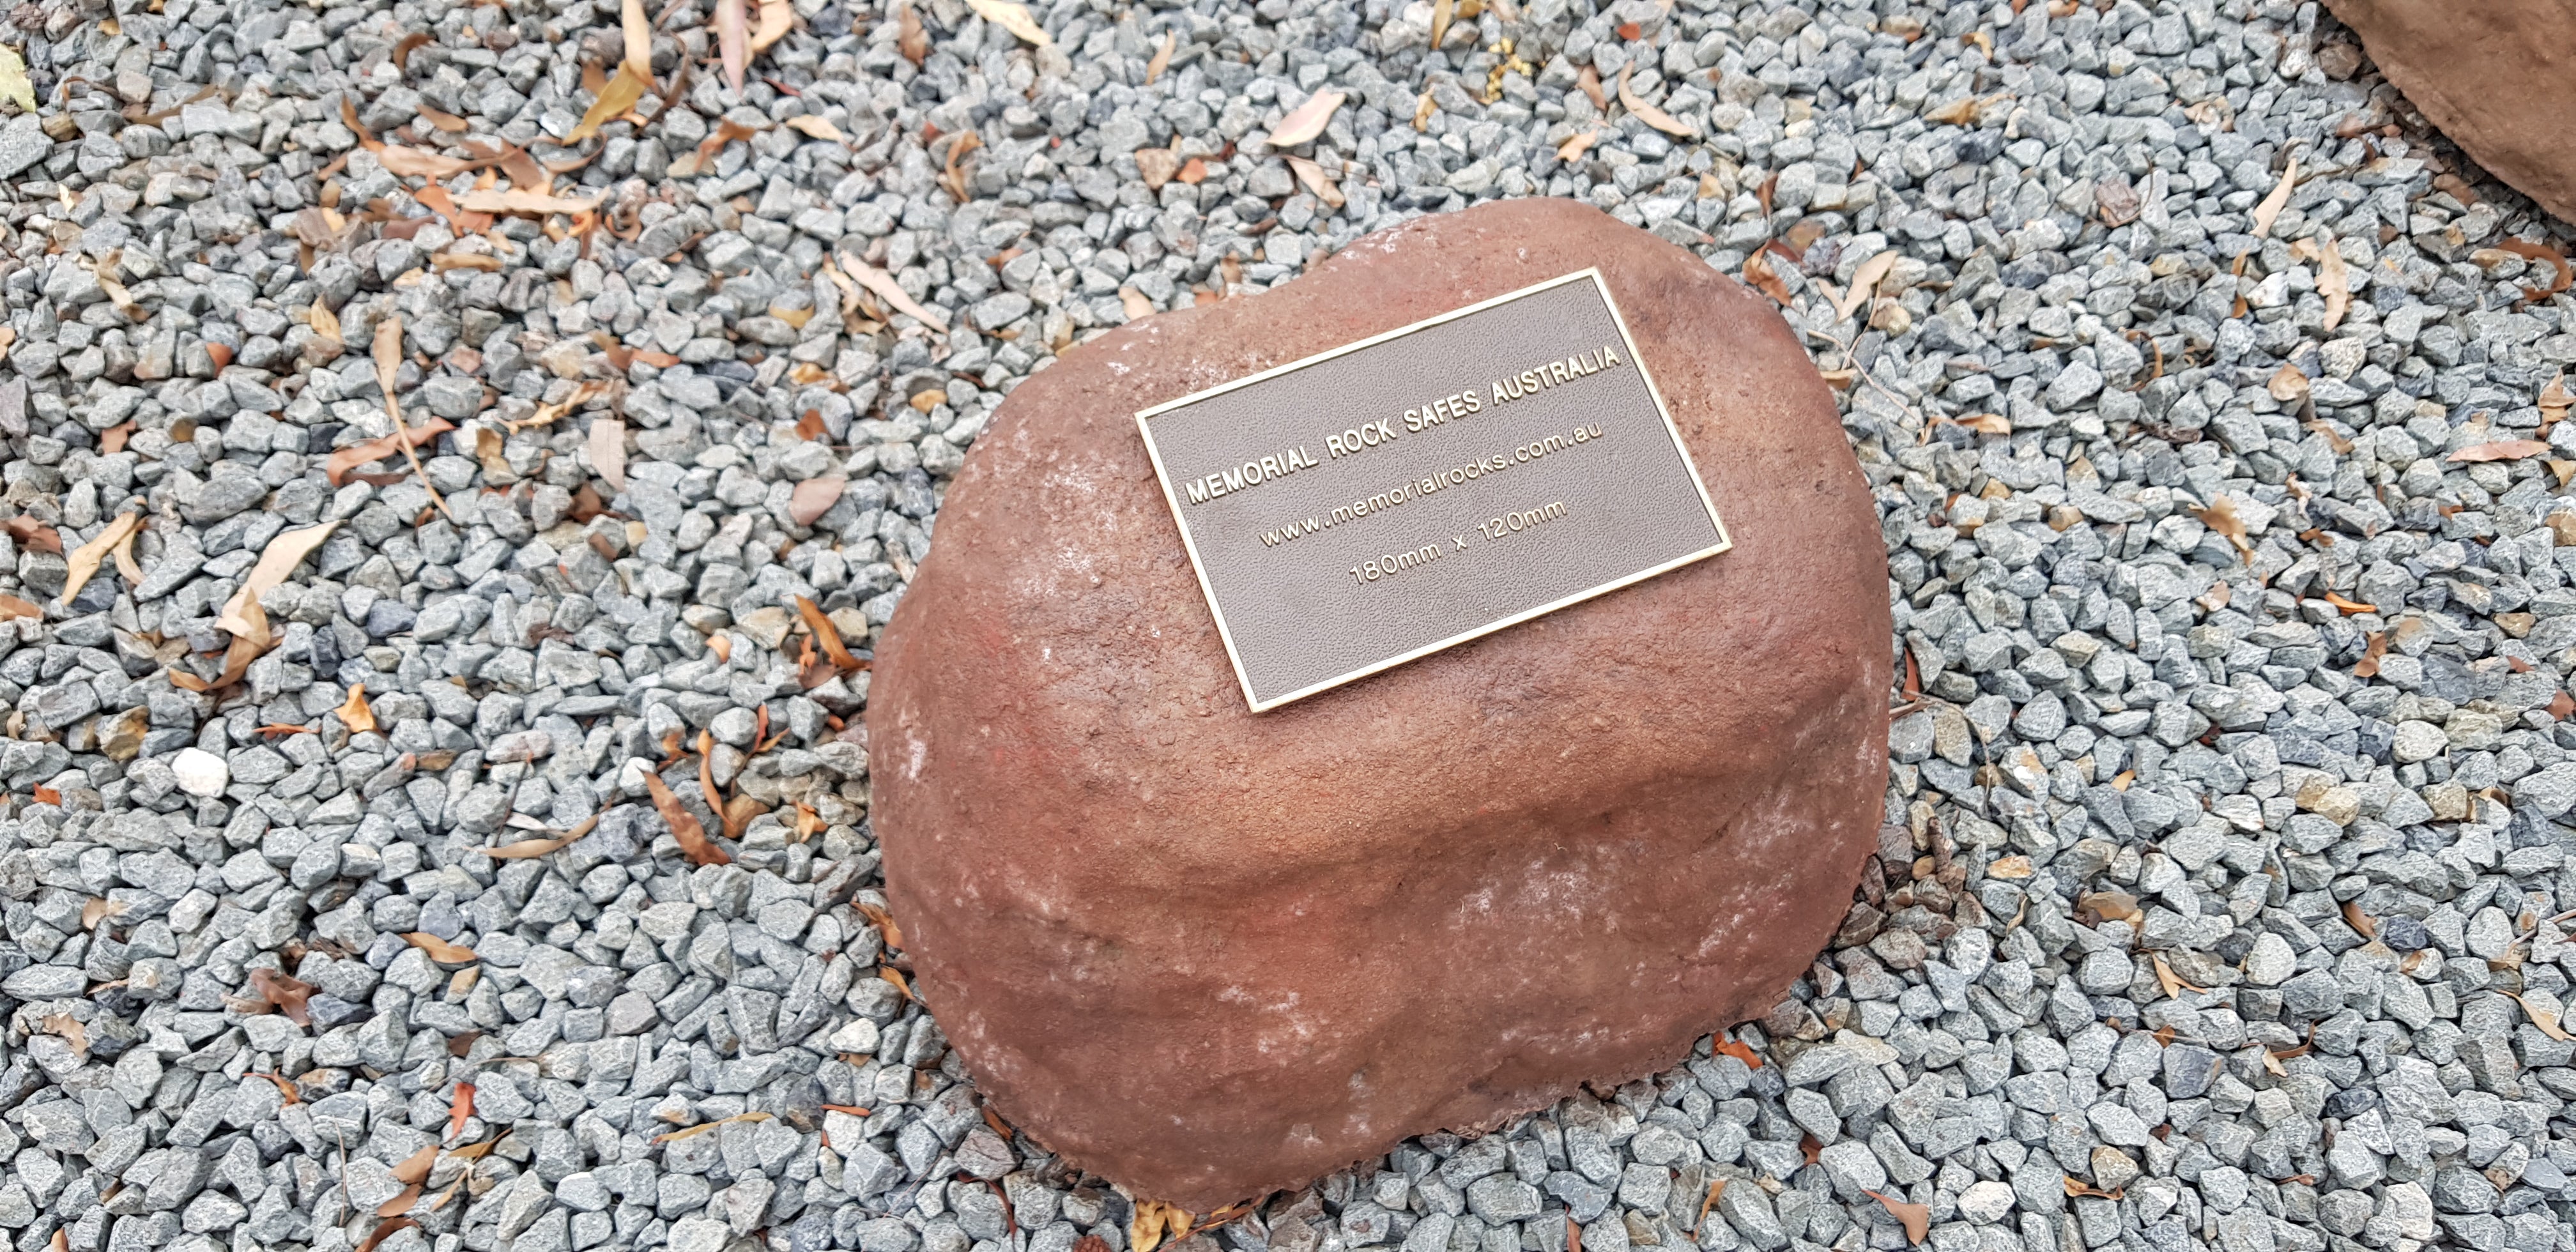 MEMORIAL ROCK SAFES AUSTRALIA
www.memorialrocks.com.au
180mm x 120mm